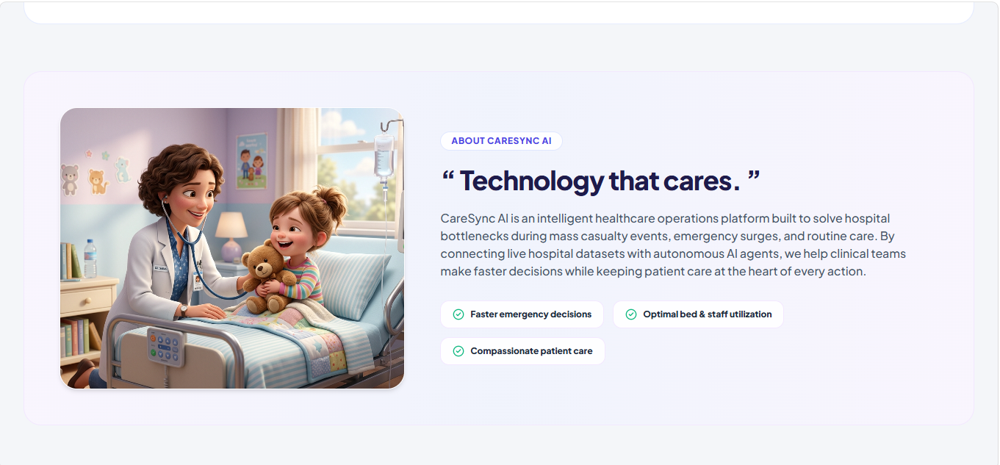 ABOUT CARESYNC AI
“ Technology that cares. ”
CareSync AI is an intelligent healthcare operations platform built to solve hospital
bottlenecks during mass casualty events, emergency surges, and routine care. By
connecting live hospital datasets with autonomous AI agents, we help clinical teams
make faster decisions while keeping patient care at the heart of every action.
Faster emergency decisions
Optimal bed & staff utilization
Compassionate patient care